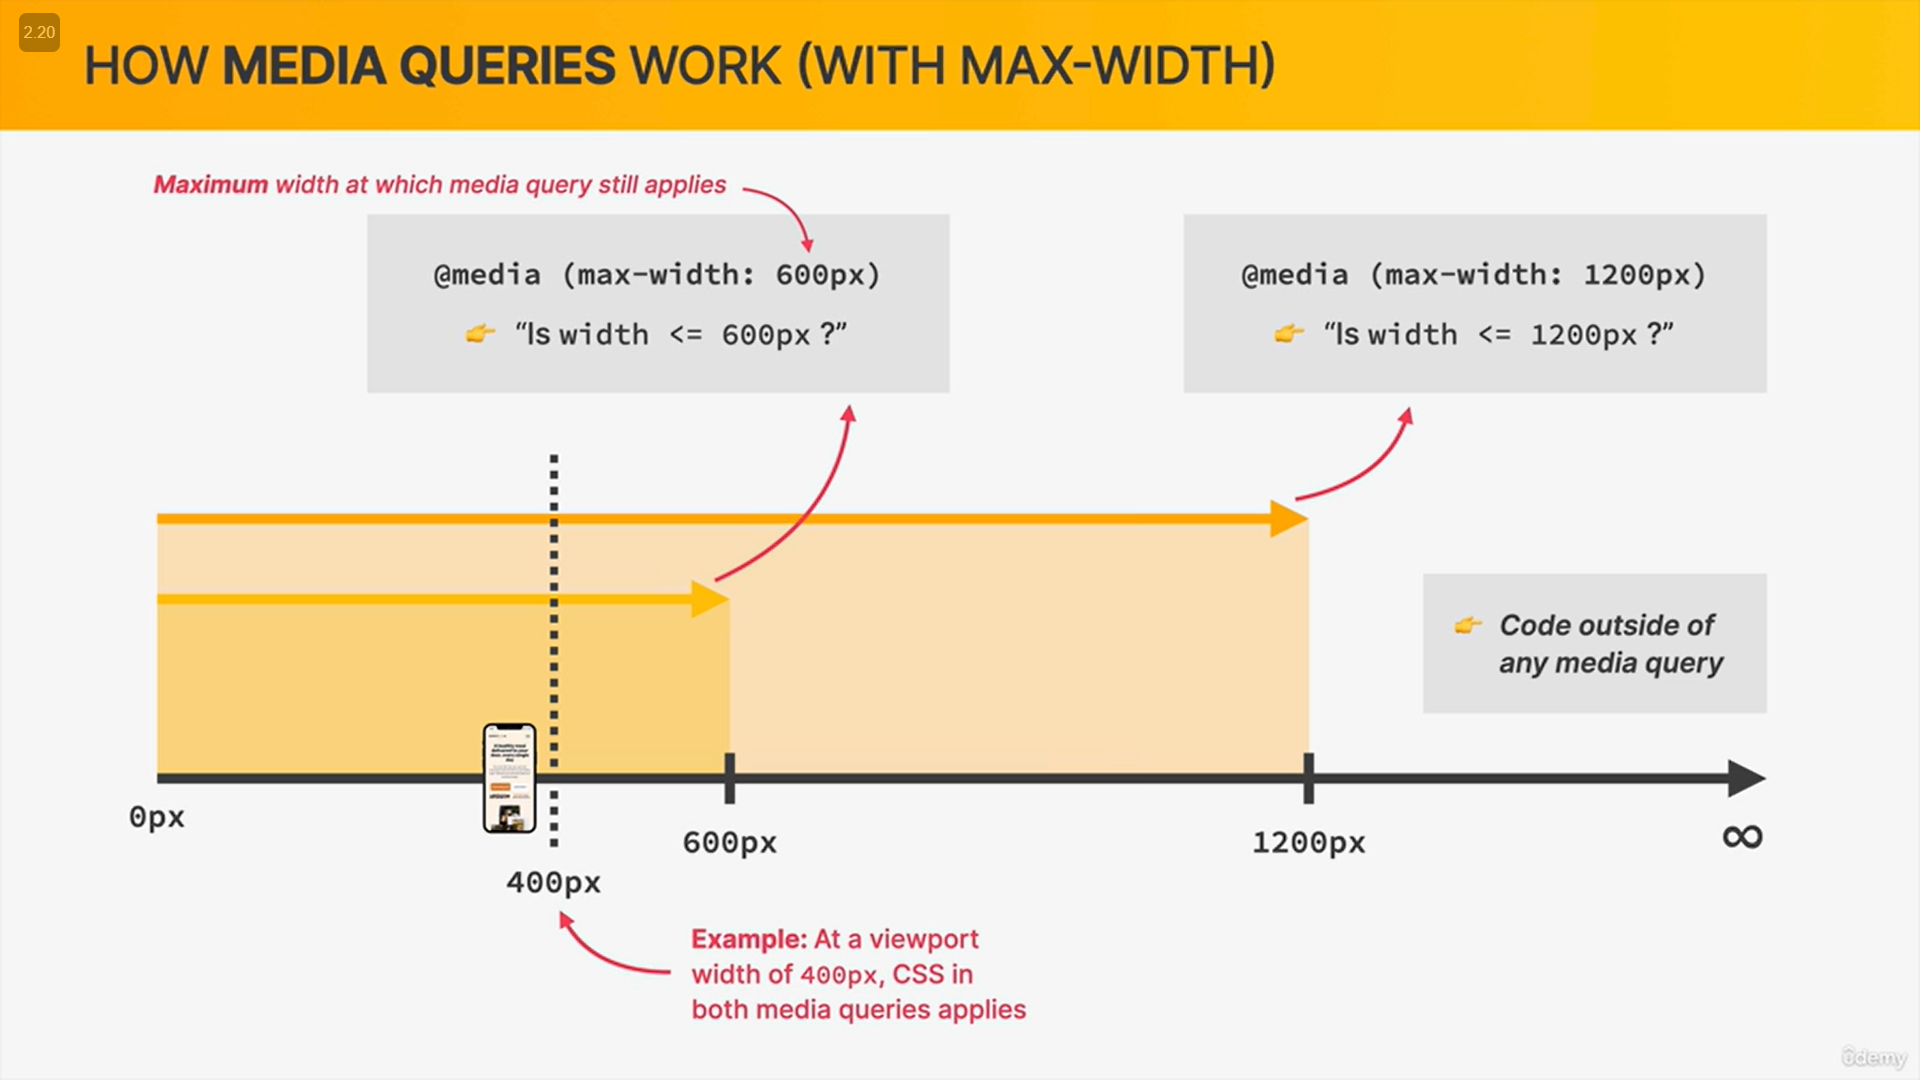 2.20
HOW MEDIA QUERIES WORK (WITH MAX-WIDTH)
Maximum width at which media query still applies
@media (max-width: 600px)
👉 “Is width <= 600px ?”
@media (max-width: 1200px)
👉 “Is width <= 1200px ?”
👉 Code outside of
any media query
0px
600px
1200px
∞
400px
Example: At a viewport
width of 400px, CSS in
both media queries applies
ûdemy